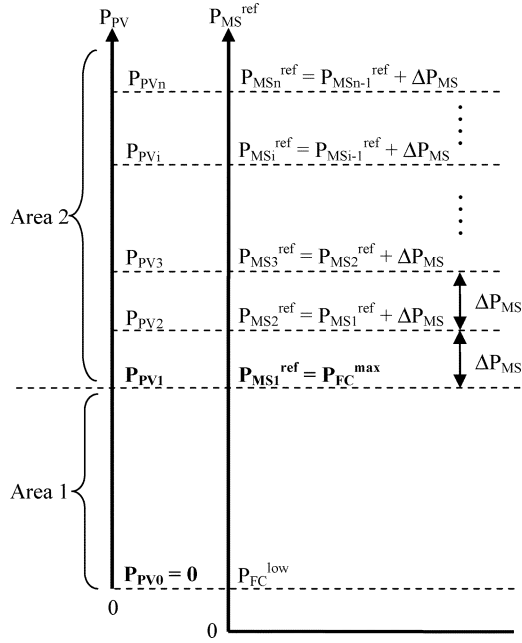 P_PV P_MS^ref
P_PVn P_MSn^ref = P_MSn-1^ref + ΔP_MS
P_PVi P_MSi^ref = P_MSi-1^ref + ΔP_MS
Area 2
P_PV3 P_MS3^ref = P_MS2^ref + ΔP_MS
ΔP_MS
P_PV2 P_MS2^ref = P_MS1^ref + ΔP_MS
ΔP_MS
P_PV1 P_MS1^ref = P_FC^max
Area 1
P_PV0 = 0 P_FC^low
0
0